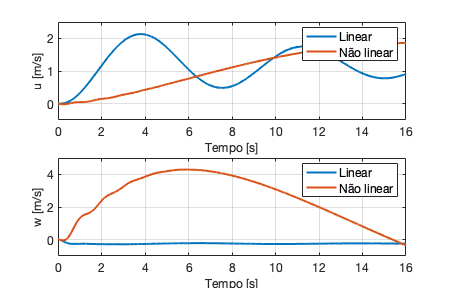 2
1
0
u [m/s]
Linear
Não linear
0 2 4 6 8 10 12 14 16
Tempo [s]
4
2
0
w [m/s]
Linear
Não linear
0 2 4 6 8 10 12 14 16
Tempo [s]